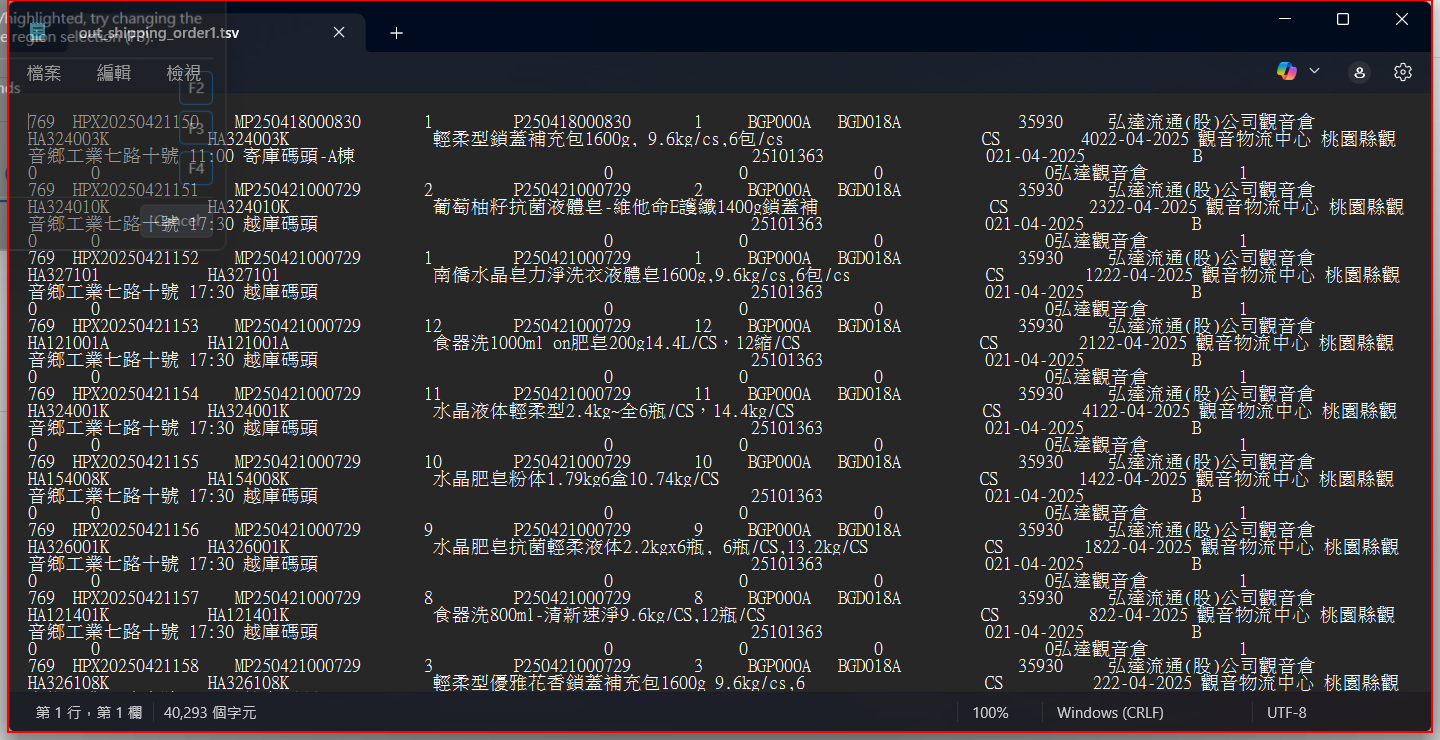 /highlighted, try changing the
e region selection (F3).
out_shipping_order1.tsv
檔案 編輯 檢視
nds
F2
F3
F4
Cancel
769 HPX20250421150 MP250418000830 1 P250418000830 1 BGP000A BGD018A 35930 弘達流通(股)公司觀音倉
HA324003K HA324003K 輕柔型鎖蓋補充包1600g, 9.6kg/cs,6包/cs CS 4022-04-2025 觀音物流中心 桃園縣觀
音鄉工業七路十號 11:00 寄庫碼頭-A棟 25101363 021-04-2025 B
0 0 0 0 0 0弘達觀音倉 1
769 HPX20250421151 MP250421000729 2 P250421000729 2 BGP000A BGD018A 35930 弘達流通(股)公司觀音倉
HA324010K HA324010K 葡萄柚籽抗菌液體皂-維他命E護纖1400g鎖蓋補 CS 2322-04-2025 觀音物流中心 桃園縣觀
音鄉工業七路十號 17:30 越庫碼頭 25101363 021-04-2025 B
0 0 0 0 0 0弘達觀音倉 1
769 HPX20250421152 MP250421000729 1 P250421000729 1 BGP000A BGD018A 35930 弘達流通(股)公司觀音倉
HA327101 HA327101 南僑水晶皂力淨洗衣液體皂1600g,9.6kg/cs,6包/cs CS 1222-04-2025 觀音物流中心 桃園縣觀
音鄉工業七路十號 17:30 越庫碼頭 25101363 021-04-2025 B
0 0 0 0 0 0弘達觀音倉 1
769 HPX20250421153 MP250421000729 12 P250421000729 12 BGP000A BGD018A 35930 弘達流通(股)公司觀音倉
HA121001A HA121001A 食器洗1000ml on肥皂200g14.4L/CS，12縮/CS CS 2122-04-2025 觀音物流中心 桃園縣觀
音鄉工業七路十號 17:30 越庫碼頭 25101363 021-04-2025 B
0 0 0 0 0 0弘達觀音倉 1
769 HPX20250421154 MP250421000729 11 P250421000729 11 BGP000A BGD018A 35930 弘達流通(股)公司觀音倉
HA324001K HA324001K 水晶液体輕柔型2.4kg~全6瓶/CS，14.4kg/CS CS 4122-04-2025 觀音物流中心 桃園縣觀
音鄉工業七路十號 17:30 越庫碼頭 25101363 021-04-2025 B
0 0 0 0 0 0弘達觀音倉 1
769 HPX20250421155 MP250421000729 10 P250421000729 10 BGP000A BGD018A 35930 弘達流通(股)公司觀音倉
HA154008K HA154008K 水晶肥皂粉体1.79kg6盒10.74kg/CS CS 1422-04-2025 觀音物流中心 桃園縣觀
音鄉工業七路十號 17:30 越庫碼頭 25101363 021-04-2025 B
0 0 0 0 0 0弘達觀音倉 1
769 HPX20250421156 MP250421000729 9 P250421000729 9 BGP000A BGD018A 35930 弘達流通(股)公司觀音倉
HA326001K HA326001K 水晶肥皂抗菌輕柔液体2.2kgx6瓶, 6瓶/CS,13.2kg/CS CS 1822-04-2025 觀音物流中心 桃園縣觀
音鄉工業七路十號 17:30 越庫碼頭 25101363 021-04-2025 B
0 0 0 0 0 0弘達觀音倉 1
769 HPX20250421157 MP250421000729 8 P250421000729 8 BGP000A BGD018A 35930 弘達流通(股)公司觀音倉
HA121401K HA121401K 食器洗800ml-清新速淨9.6kg/CS,12瓶/CS CS 822-04-2025 觀音物流中心 桃園縣觀
音鄉工業七路十號 17:30 越庫碼頭 25101363 021-04-2025 B
0 0 0 0 0 0弘達觀音倉 1
769 HPX20250421158 MP250421000729 3 P250421000729 3 BGP000A BGD018A 35930 弘達流通(股)公司觀音倉
HA326108K HA326108K 輕柔型優雅花香鎖蓋補充包1600g 9.6kg/cs,6 CS 222-04-2025 觀音物流中心 桃園縣觀
第 1 行，第 1 欄 40,293 個字元 100% Windows (CRLF) UTF-8